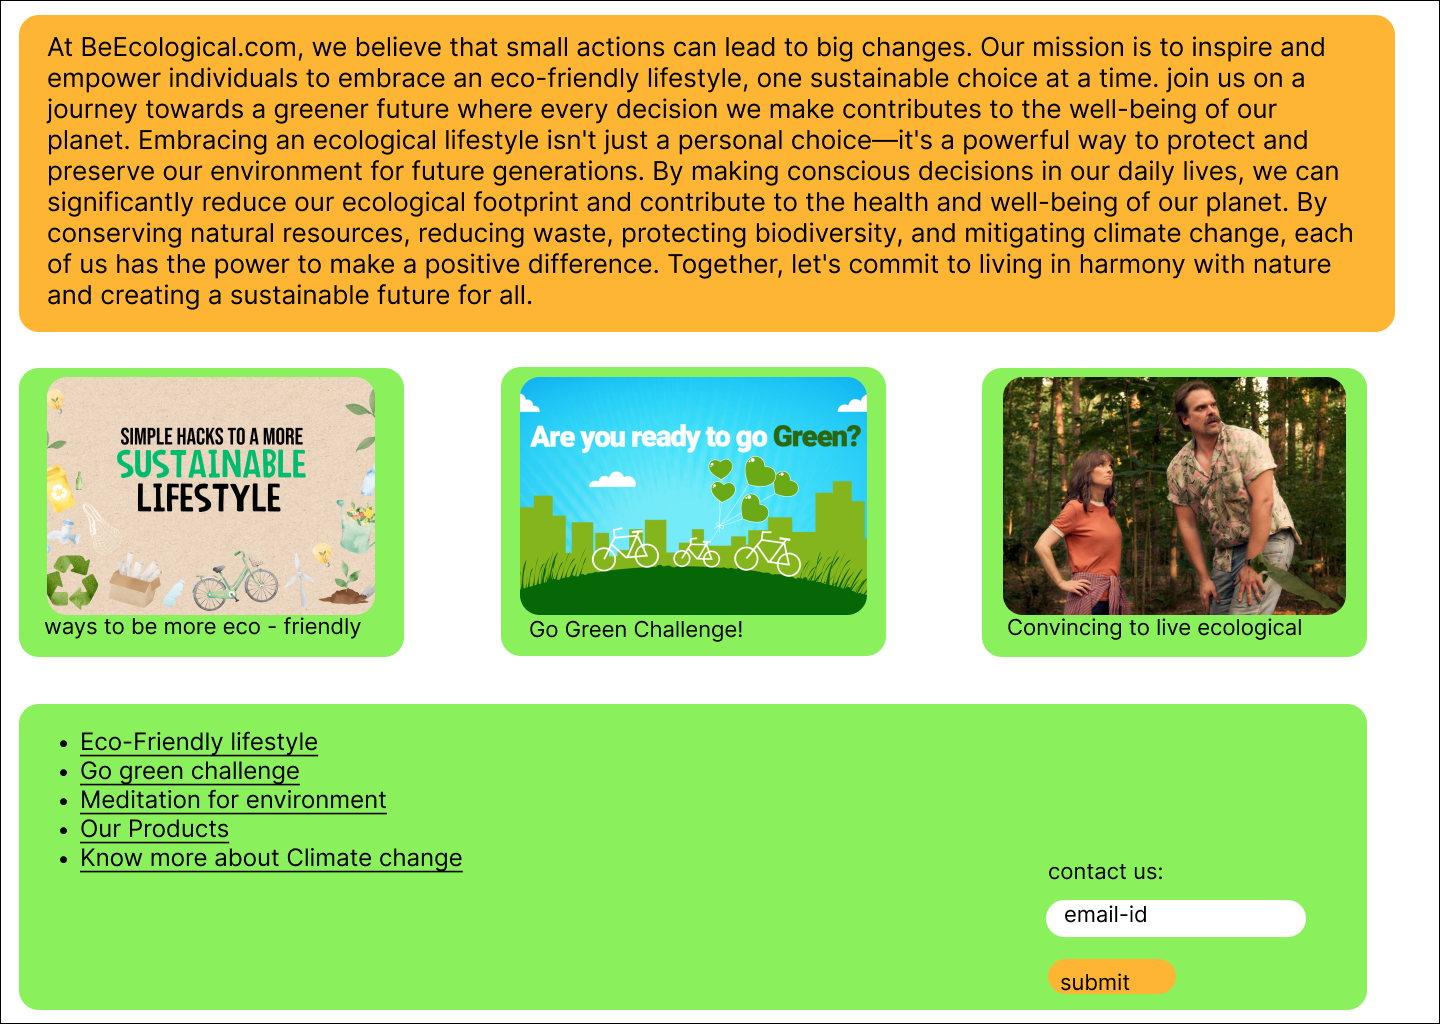 At BeEcological.com, we believe that small actions can lead to big changes. Our mission is to inspire and
empower individuals to embrace an eco-friendly lifestyle, one sustainable choice at a time. join us on a
journey towards a greener future where every decision we make contributes to the well-being of our
planet. Embracing an ecological lifestyle isn't just a personal choice—it's a powerful way to protect and
preserve our environment for future generations. By making conscious decisions in our daily lives, we can
significantly reduce our ecological footprint and contribute to the health and well-being of our planet. By
conserving natural resources, reducing waste, protecting biodiversity, and mitigating climate change, each
of us has the power to make a positive difference. Together, let's commit to living in harmony with nature
and creating a sustainable future for all.
SIMPLE HACKS TO A MORE
SUSTAINABLE
LIFESTYLE
ways to be more eco - friendly
Are you ready to go Green?
Go Green Challenge!
Convincing to live ecological
• Eco-Friendly lifestyle
• Go green challenge
• Meditation for environment
• Our Products
• Know more about Climate change
contact us:
email-id
submit